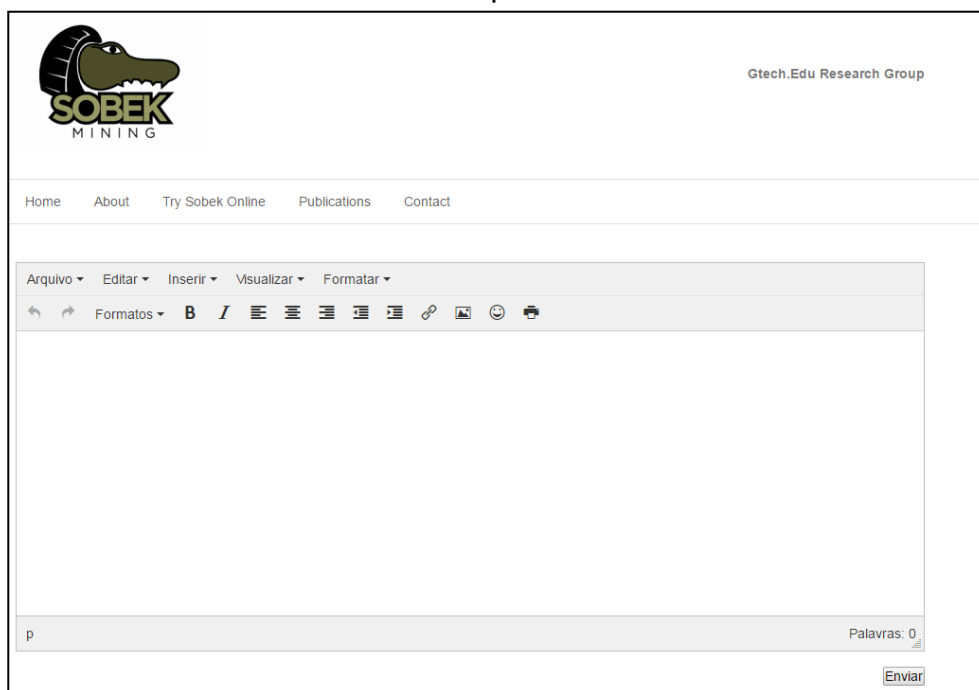 SOBEK
MINING
Gtech.Edu Research Group
Home About Try Sobek Online Publications Contact
Arquivo Editar Inserir Visualizar Formatar
Formatos B I
p Palavras: 0
Enviar